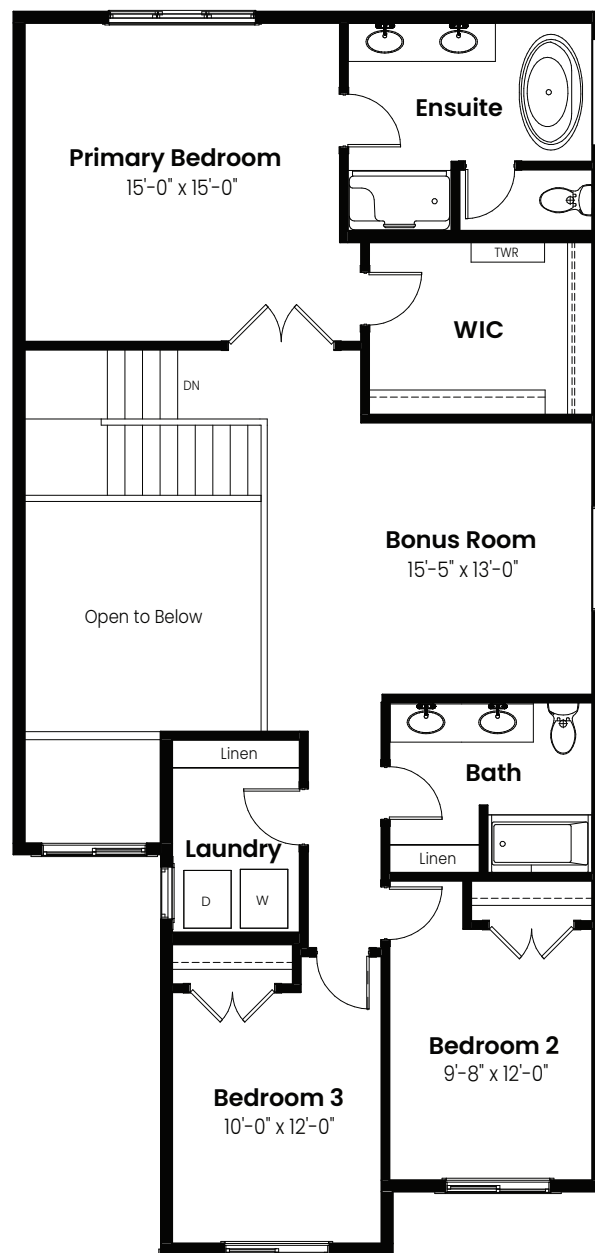 Ensuite
Primary Bedroom
15'-0" x 15'-0"
TWR
WIC
DN
Bonus Room
15'-5" x 13'-0"
Open to Below
Linen
Bath
Laundry
Linen
D
W
Bedroom 2
9'-8" x 12'-0"
Bedroom 3
10'-0" x 12'-0"